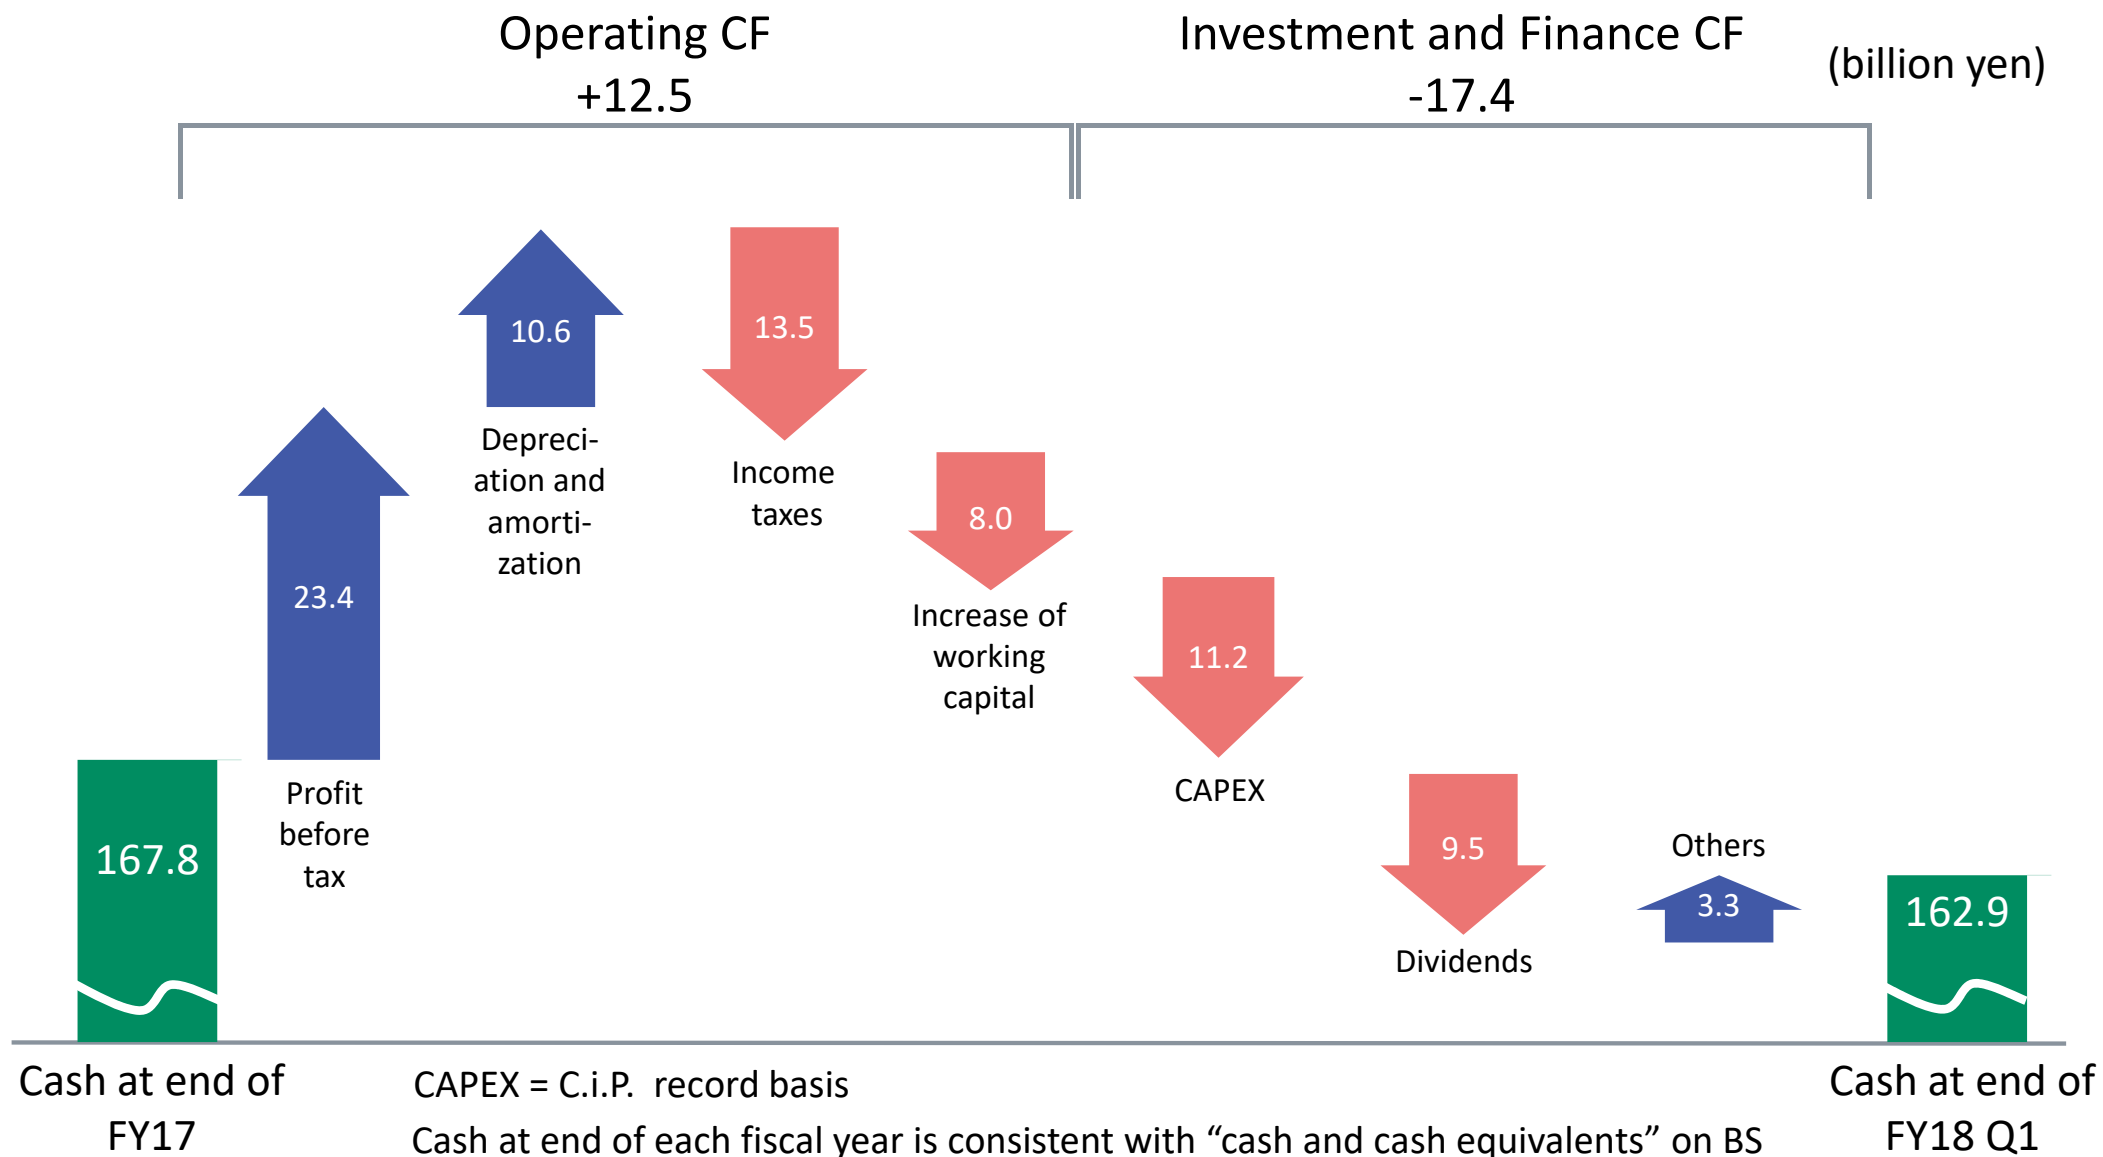 Operating CF
+12.5
Investment and Finance CF
-17.4
(billion yen)
167.8
Cash at end of
FY17
23.4
Profit
before
tax
10.6
Depreci-
ation and
amorti-
zation
13.5
Income
taxes
8.0
Increase of
working
capital
11.2
CAPEX
9.5
Dividends
Others
3.3
162.9
Cash at end of
FY18 Q1
CAPEX = C.i.P. record basis
Cash at end of each fiscal year is consistent with “cash and cash equivalents” on BS